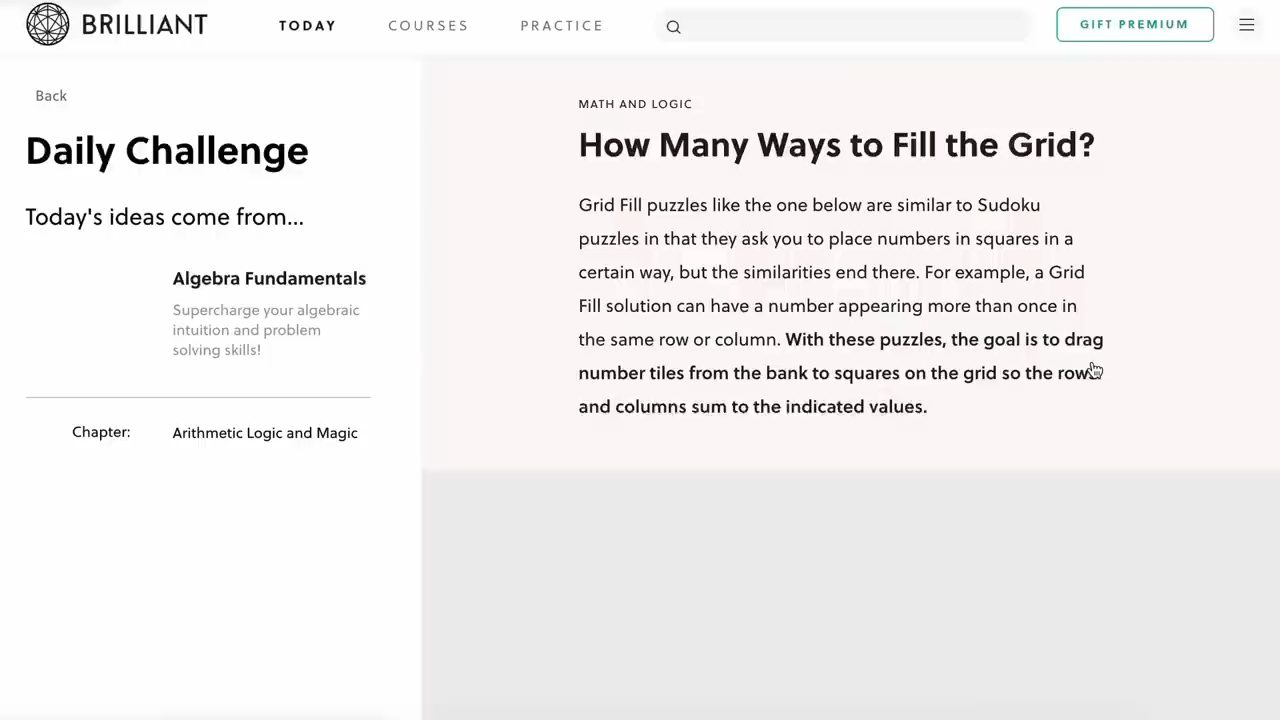 BRILLIANT
TODAY
COURSES
PRACTICE
GIFT PREMIUM
Back
Daily Challenge
Today's ideas come from...
Algebra Fundamentals
Supercharge your algebraic
intuition and problem
solving skills!
Chapter:
Arithmetic Logic and Magic
MATH AND LOGIC
How Many Ways to Fill the Grid?
Grid Fill puzzles like the one below are similar to Sudoku
puzzles in that they ask you to place numbers in squares in a
certain way, but the similarities end there. For example, a Grid
Fill solution can have a number appearing more than once in
the same row or column. With these puzzles, the goal is to drag
number tiles from the bank to squares on the grid so the rows
and columns sum to the indicated values.